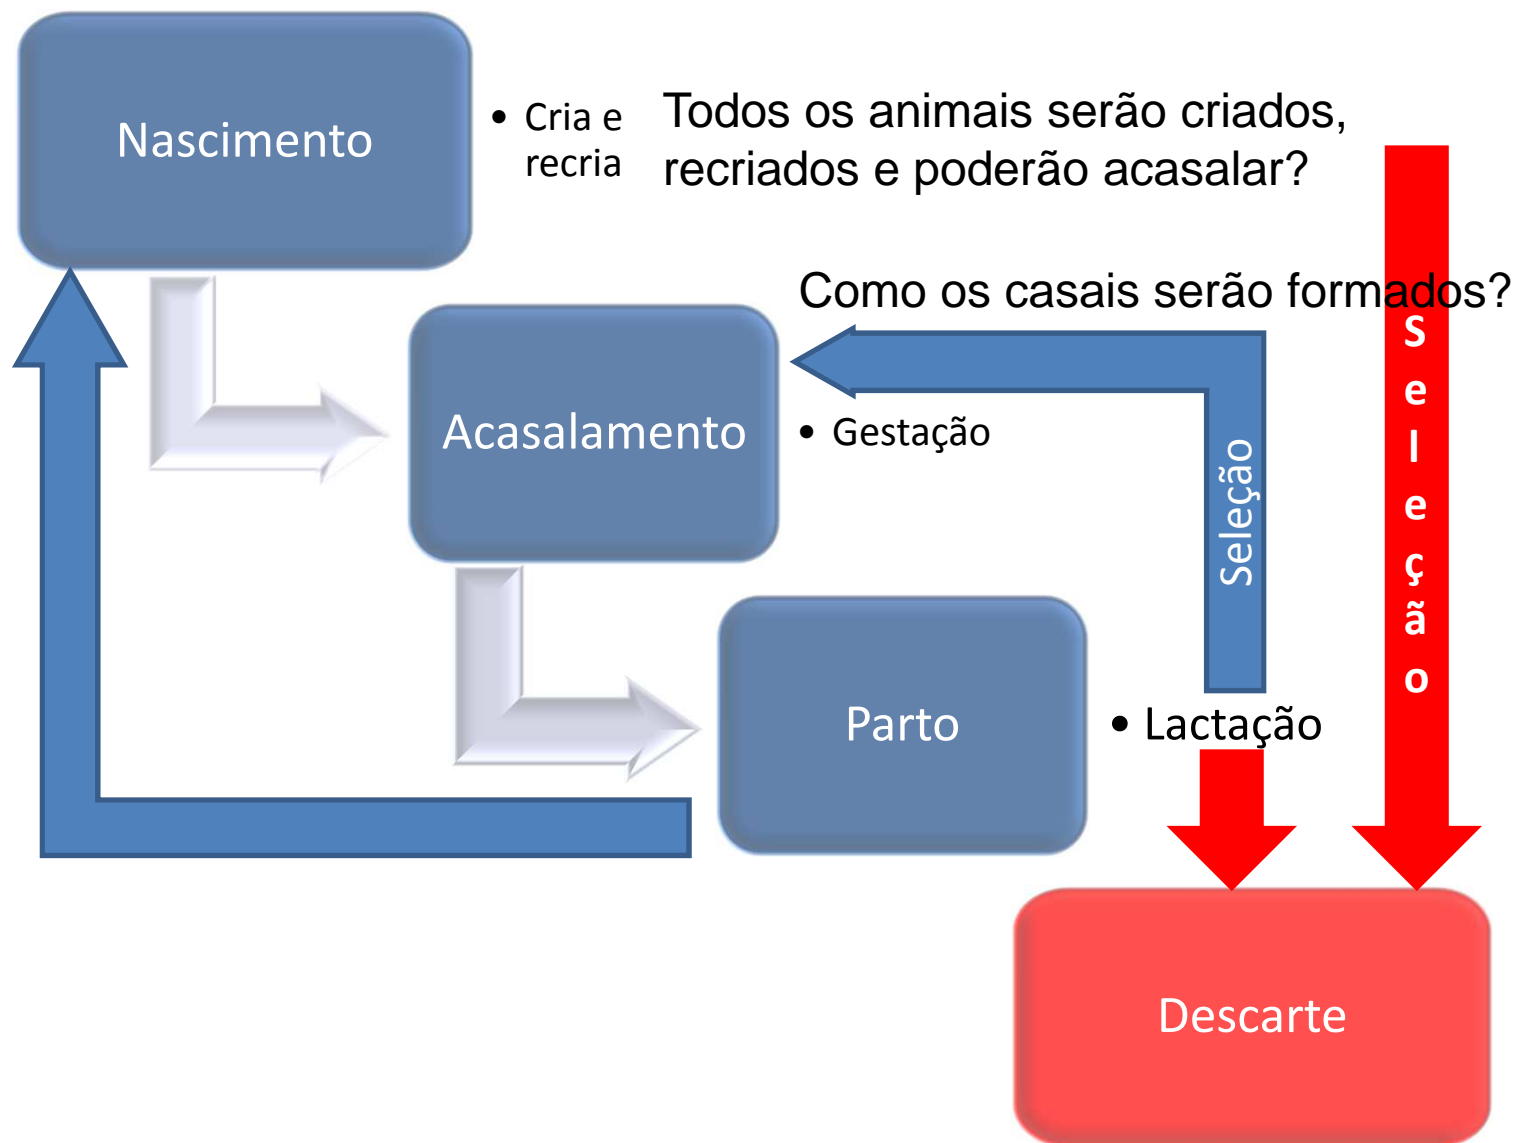 Nascimento
• Cria e
recria
Todos os animais serão criados,
recriados e poderão acasalar?
Como os casais serão formados?
Acasalamento
• Gestação
Seleção
S
e
l
e
ç
ã
o
Parto
• Lactação
Descarte